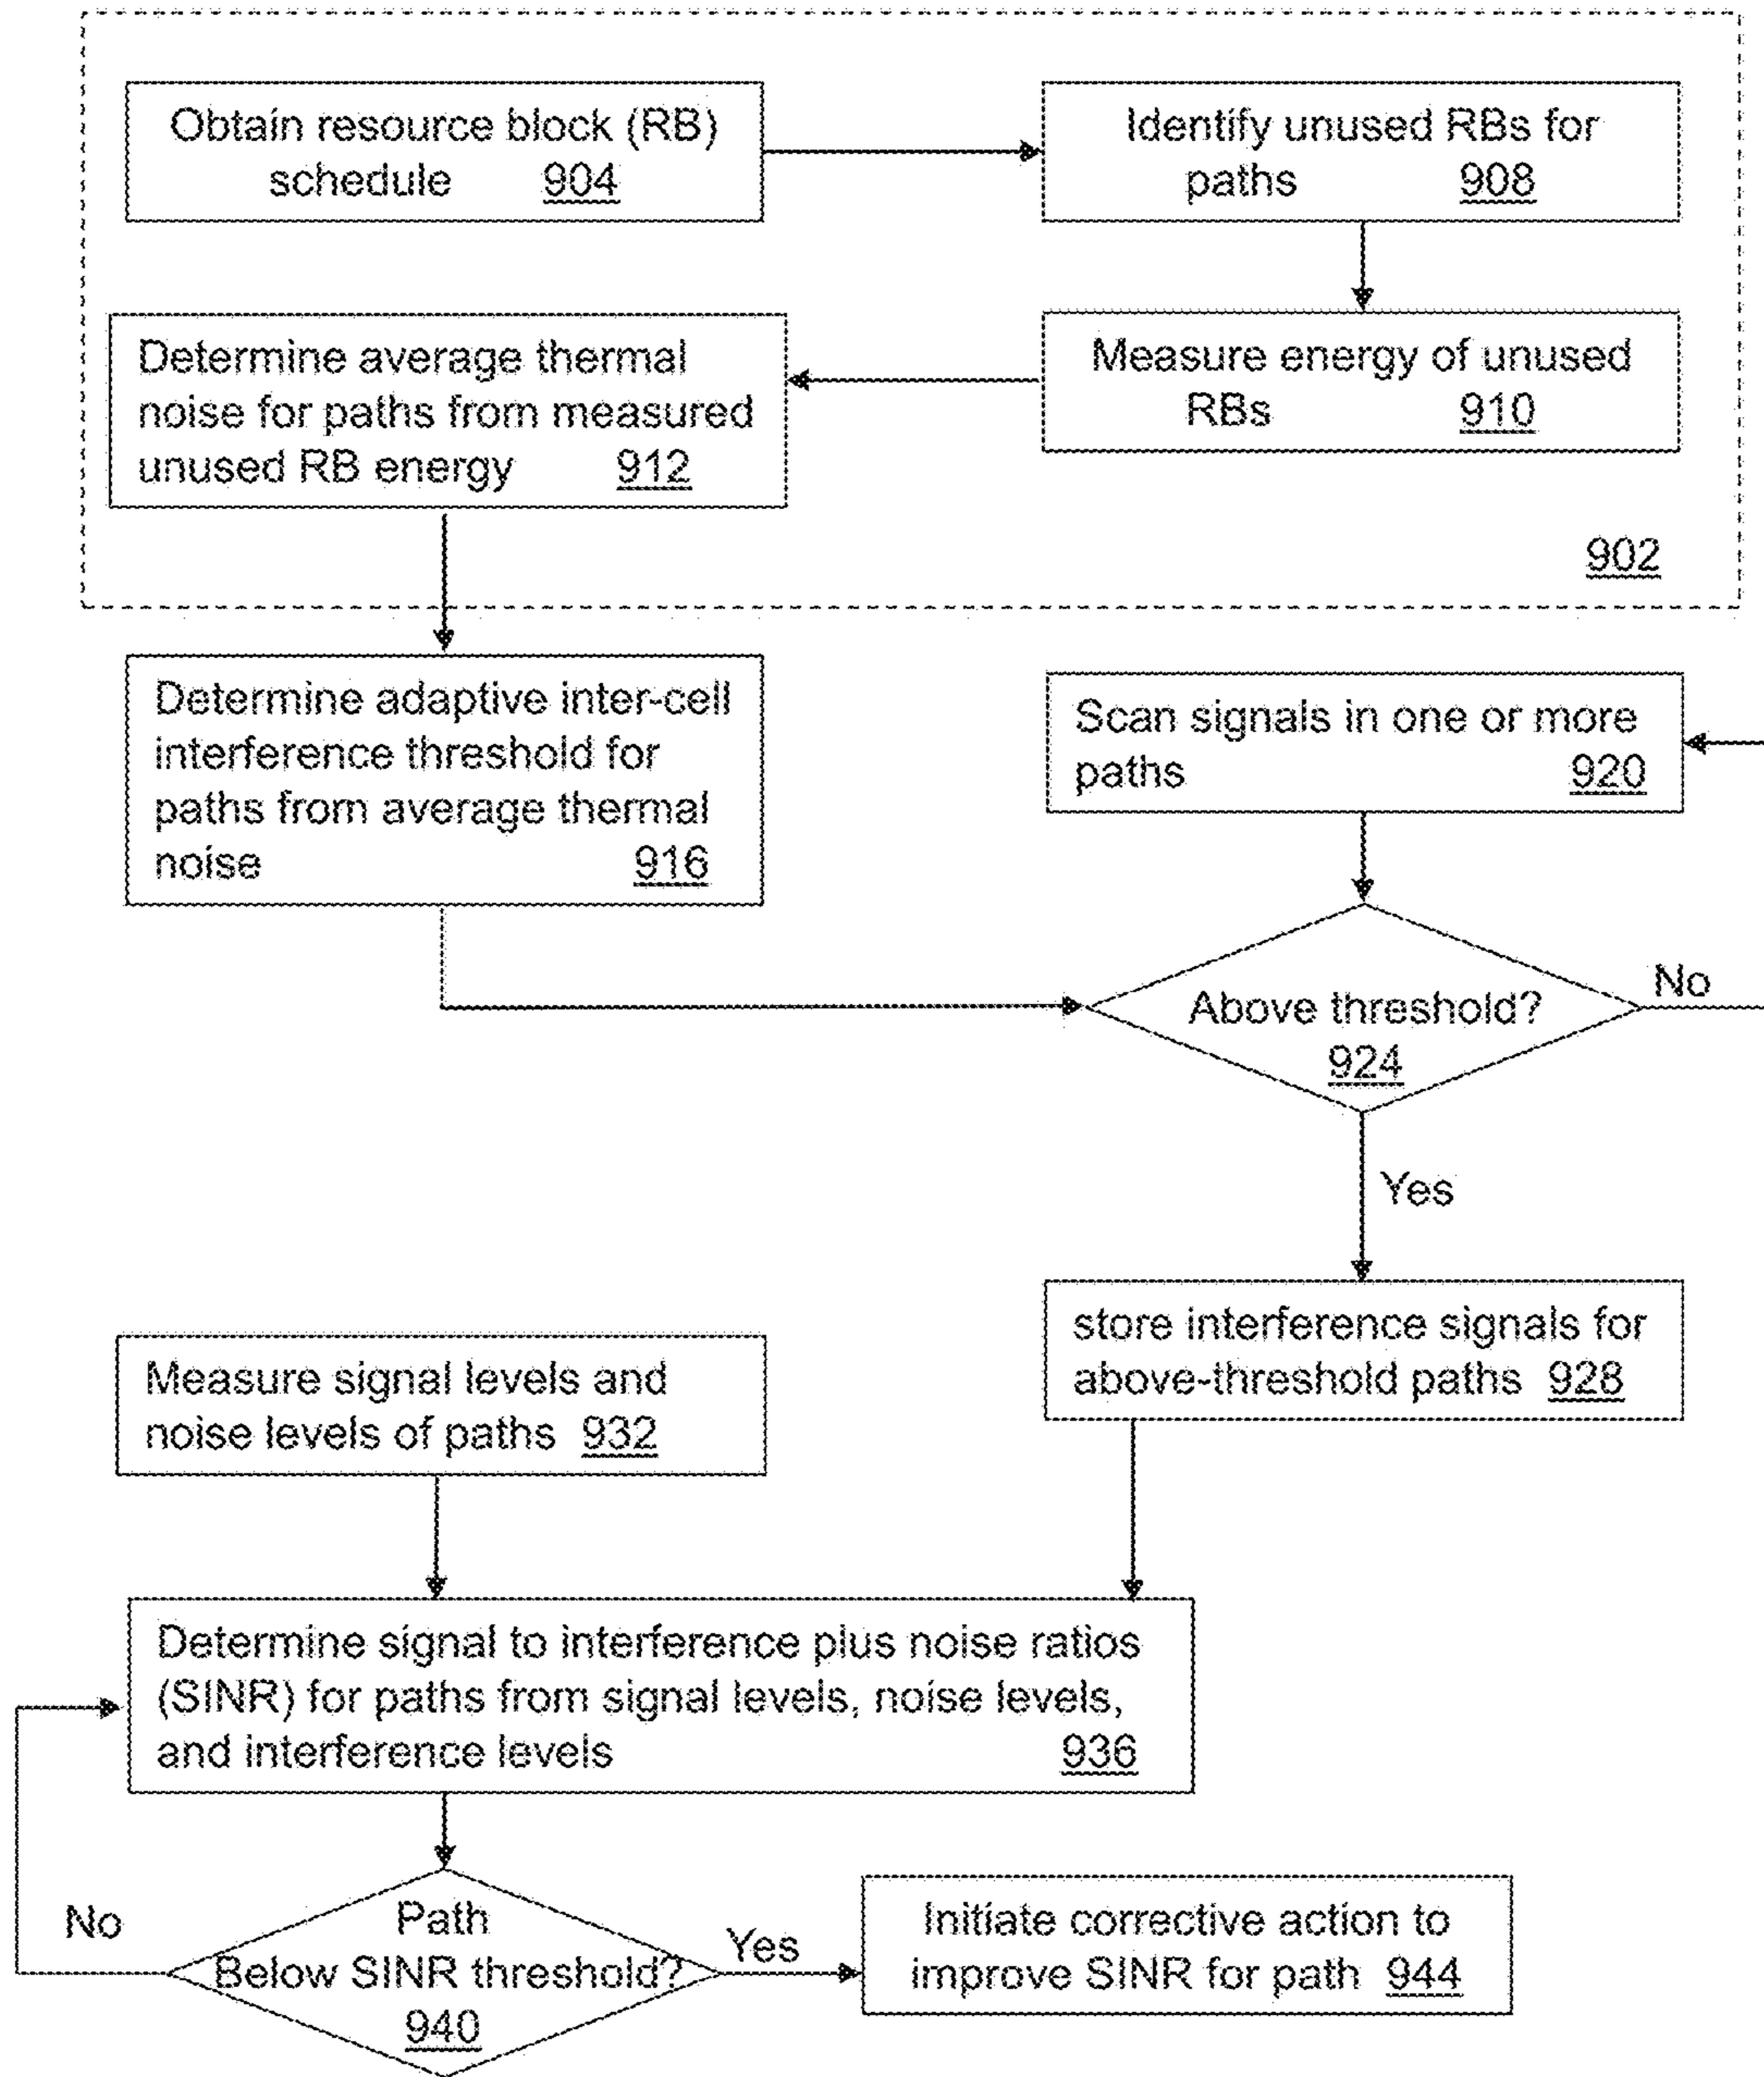 Obtain resource block (RB)
schedule 904
Identify unused RBs for
paths 908
Determine average thermal
noise for paths from measured
unused RB energy 912
Measure energy of unused
RBs 910
902
Determine adaptive inter-cell
interference threshold for
paths from average thermal
noise 916
Scan signals in one or more
paths 920
Above threshold?
924
No
Yes
store interference signals for
above-threshold paths 928
Measure signal levels and
noise levels of paths 932
Determine signal to interference plus noise ratios
(SINR) for paths from signal levels, noise levels,
and interference levels 936
No
Path
Below SINR threshold?
940
Yes
Initiate corrective action to
improve SINR for path 944